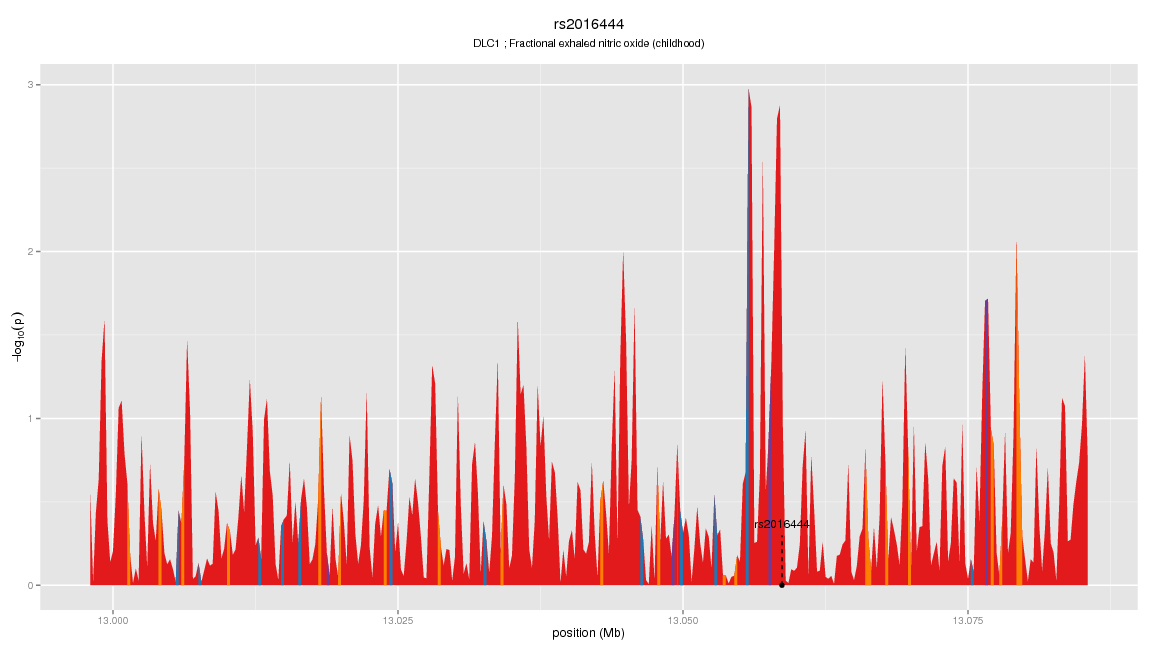 rs2016444
DLC1 ; Fractional exhaled nitric oxide (childhood)
3
2
1
0
−log10(p)
rs2016444
13.000
13.025
13.050
13.075
position (Mb)